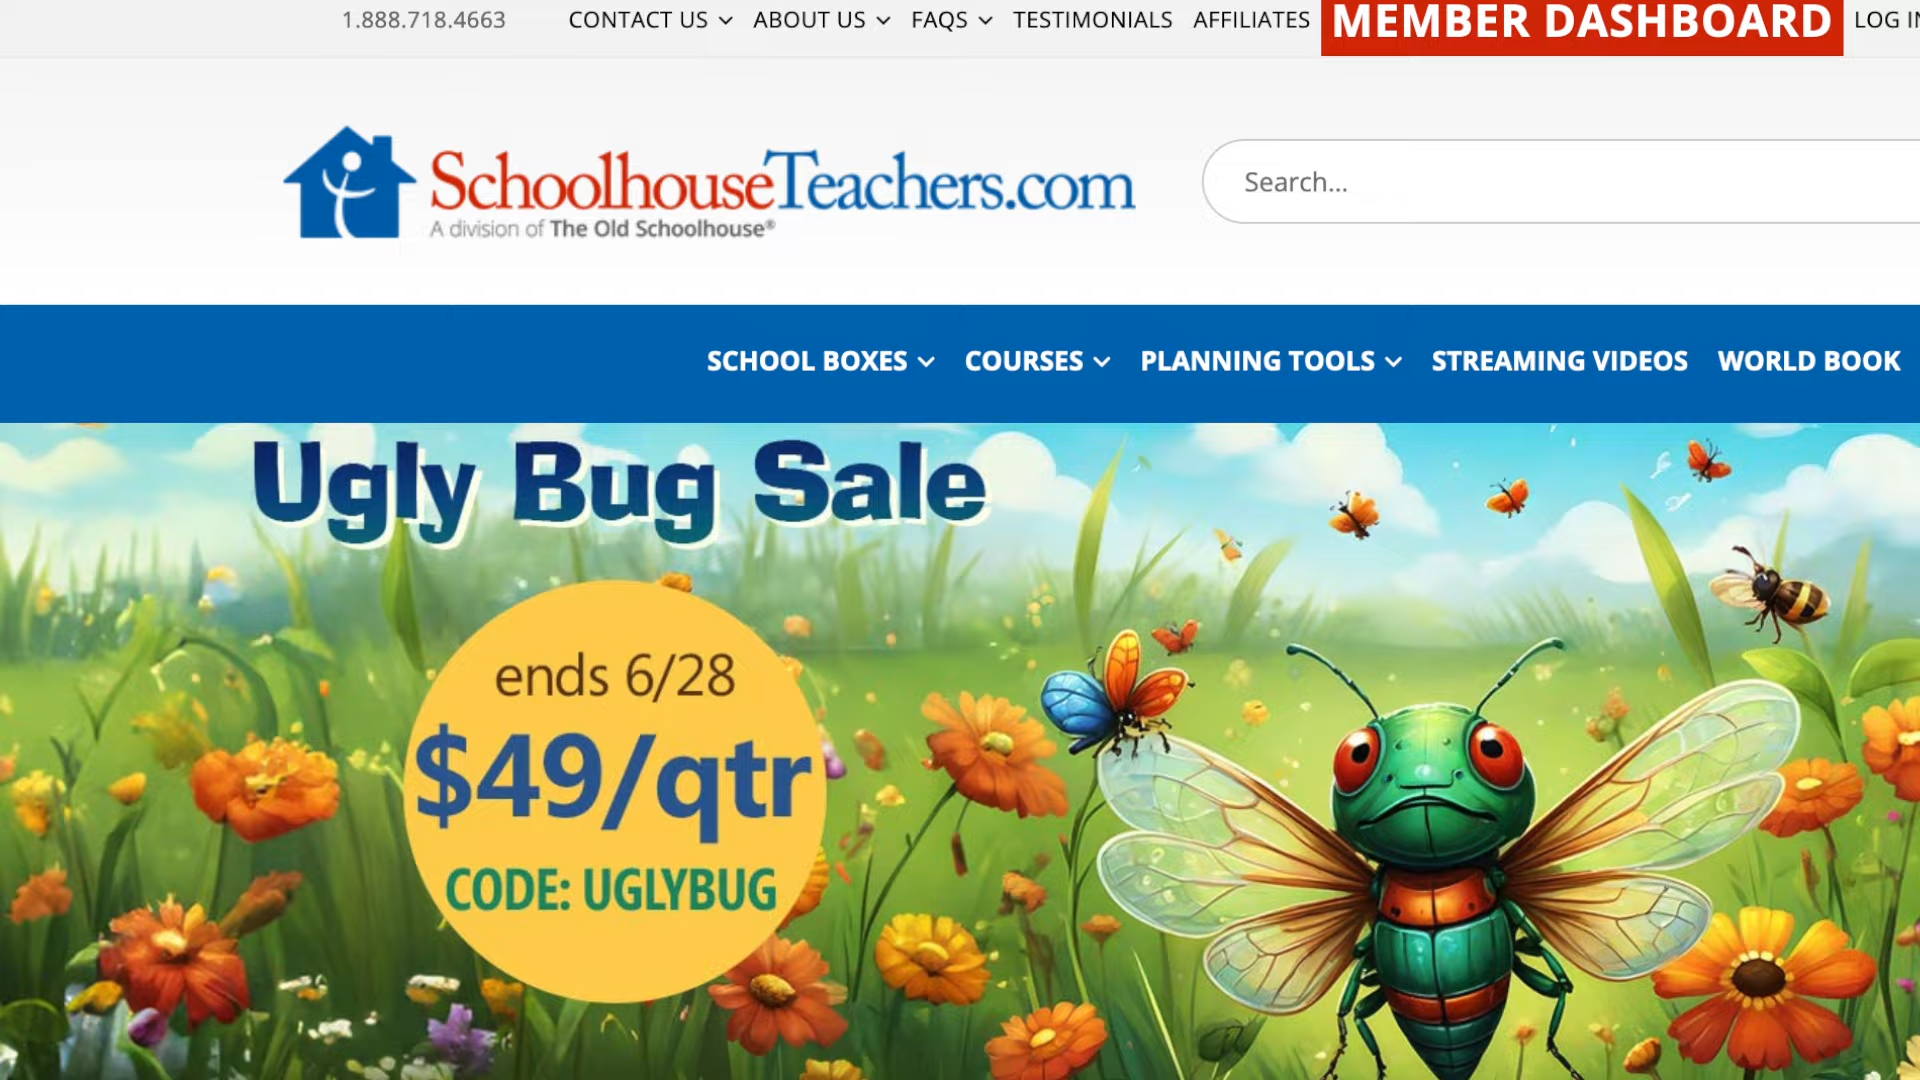 1.888.718.4663 CONTACT US ABOUT US FAQS TESTIMONIALS AFFILIATES MEMBER DASHBOARD LOG
SchoolhouseTeachers.com
A division of The Old Schoolhouse®
Search...
SCHOOL BOXES COURSES PLANNING TOOLS STREAMING VIDEOS WORLD BOOK
Ugly Bug Sale
ends 6/28
$49/qtr
CODE: UGLYBUG